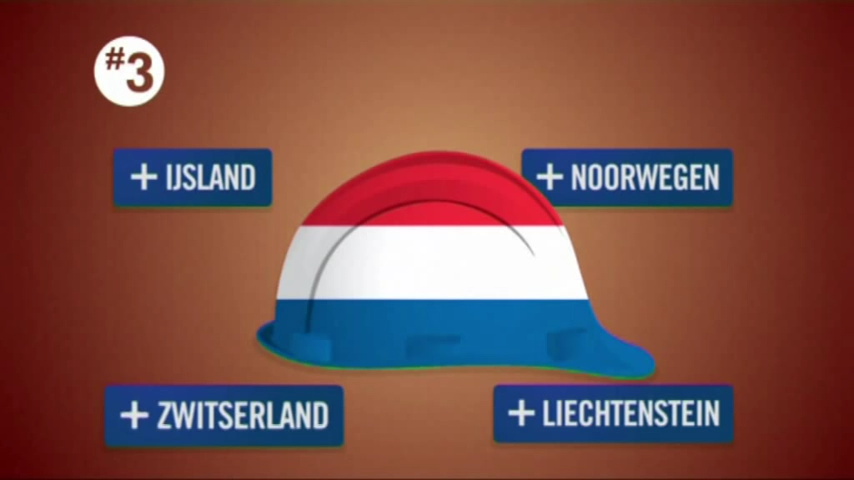 #3
+ IJSLAND
+ NOORWEGEN
+ ZWITSERLAND
+ LIECHTENSTEIN